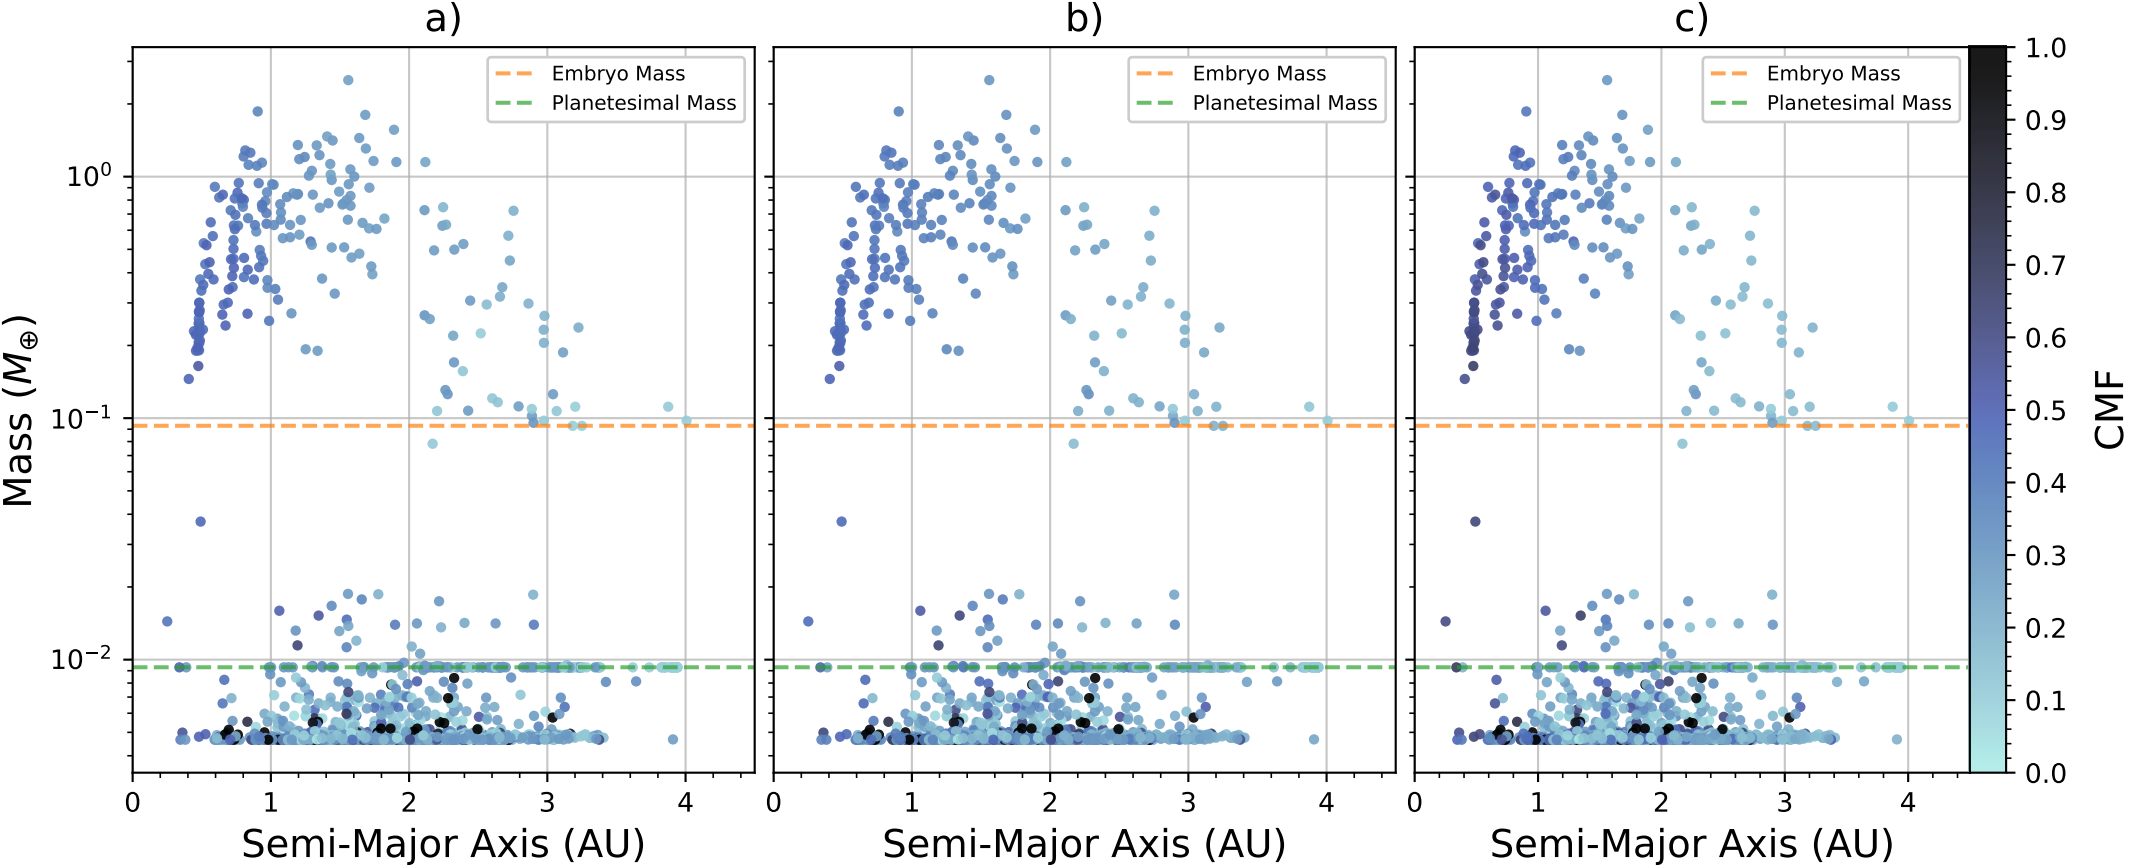 a)
b)
c)
Embryo Mass
Planetesimal Mass
Embryo Mass
Planetesimal Mass
Embryo Mass
Planetesimal Mass
Mass (M⊕)
10⁰
10⁻¹
10⁻²
0 1 2 3 4
0 1 2 3 4
0 1 2 3 4
Semi-Major Axis (AU)
Semi-Major Axis (AU)
Semi-Major Axis (AU)
1.0
0.9
0.8
0.7
0.6
0.5
0.4
0.3
0.2
0.1
0.0
CMF